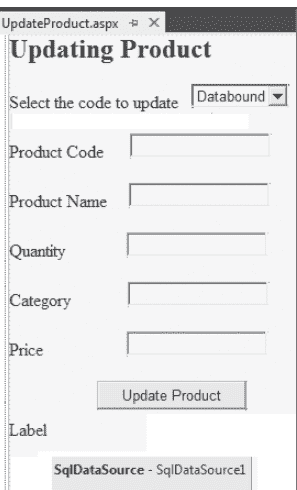 UpdateProduct.aspx
Updating Product
Select the code to update Databound
Product Code
Product Name
Quantity
Category
Price
Update Product
Label
SqlDataSource - SqlDataSource1